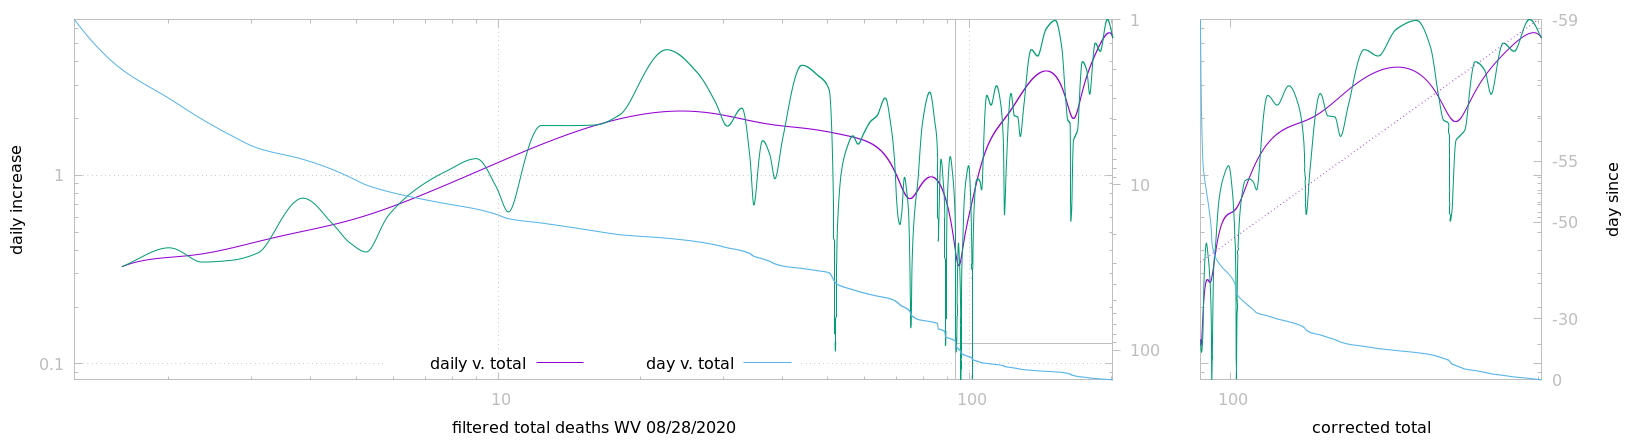 daily increase
1
0.1
10
100
1
10
100
daily v. total
day v. total
filtered total deaths WV 08/28/2020
-59
-55
-50
-30
0
100
day since
corrected total